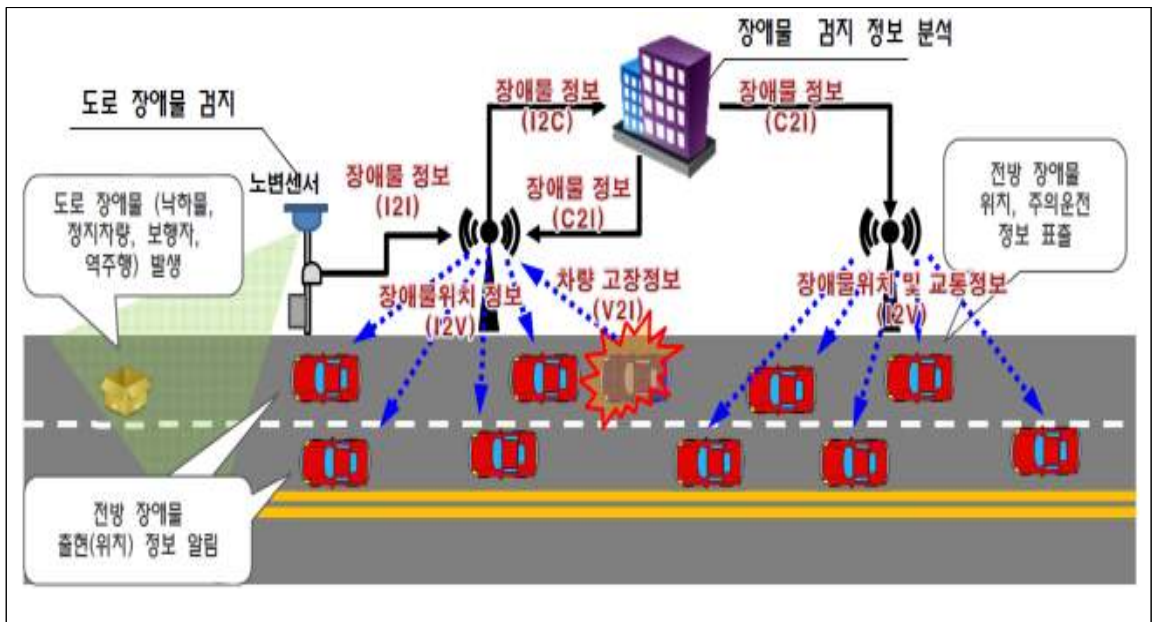 장애물 검지 정보 분석
도로 장애물 검지
장애물 정보
(I2C)
장애물 정보
(C2I)
노변센서
장애물 정보
(I2I)
장애물 정보
(C2I)
도로 장애물 (낙하물,
정지차량, 보행자,
역주행) 발생
전방 장애물
위치, 주의운전
정보 표출
장애물위치 정보
(I2V)
차량 고장정보
(V2I)
장애물위치 및 교통정보
(I2V)
전방 장애물
출현(위치) 정보 알림